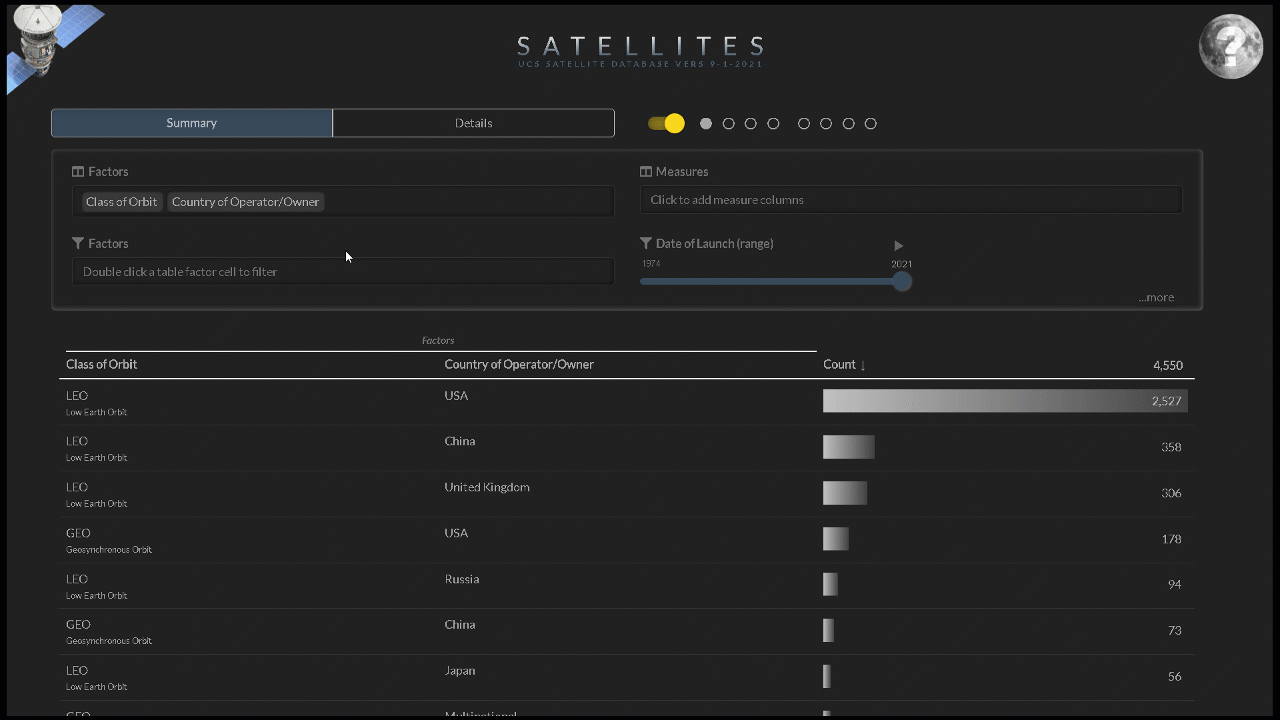 SATELLITES
UCS SATELLITE DATABASE VERS 9-1-2021
?
Summary
Details
Factors
Measures
Class of Orbit
Country of Operator/Owner
Click to add measure columns
Factors
Date of Launch (range)
1974
2021
Double click a table factor cell to filter
...more
Factors
Class of Orbit
Country of Operator/Owner
Count ↓
4,550
LEO
Low Earth Orbit
USA
2,527
LEO
Low Earth Orbit
China
358
LEO
Low Earth Orbit
United Kingdom
306
GEO
Geosynchronous Orbit
USA
178
LEO
Low Earth Orbit
Russia
94
GEO
Geosynchronous Orbit
China
73
LEO
Low Earth Orbit
Japan
56
GEO
Multinational